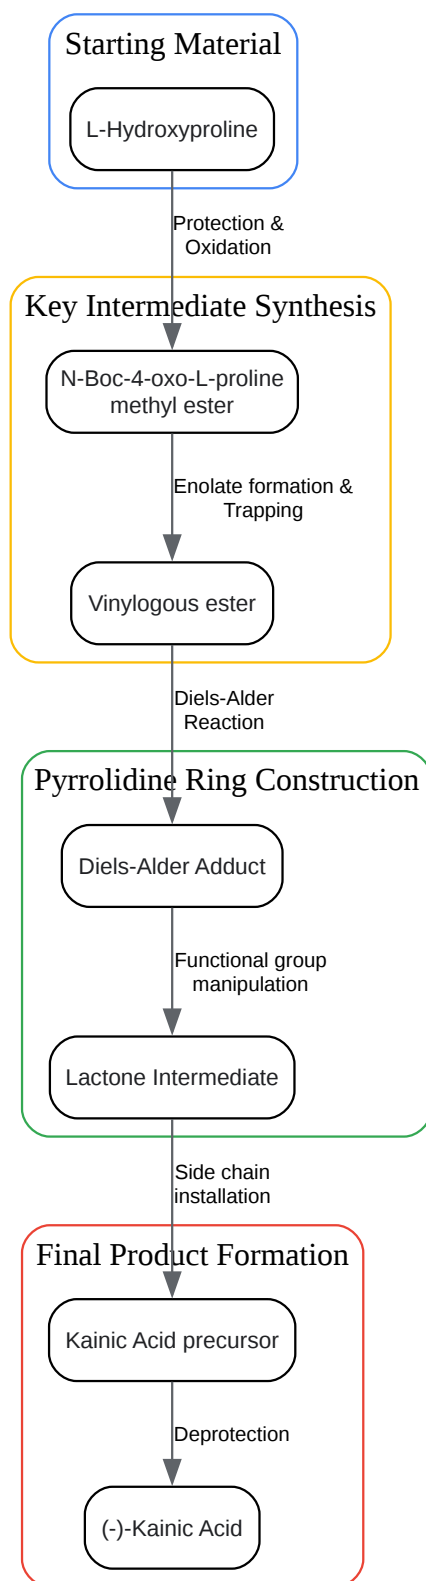 Starting Material
L-Hydroxyproline
Protection &
Oxidation
Key Intermediate Synthesis
N-Boc-4-oxo-L-proline
methyl ester
Enolate formation &
Trapping
Vinylogous ester
Diels-Alder
Reaction
Pyrrolidine Ring Construction
Diels-Alder Adduct
Functional group
manipulation
Lactone Intermediate
Side chain
installation
Final Product Formation
Kainic Acid precursor
Deprotection
(-)-Kainic Acid